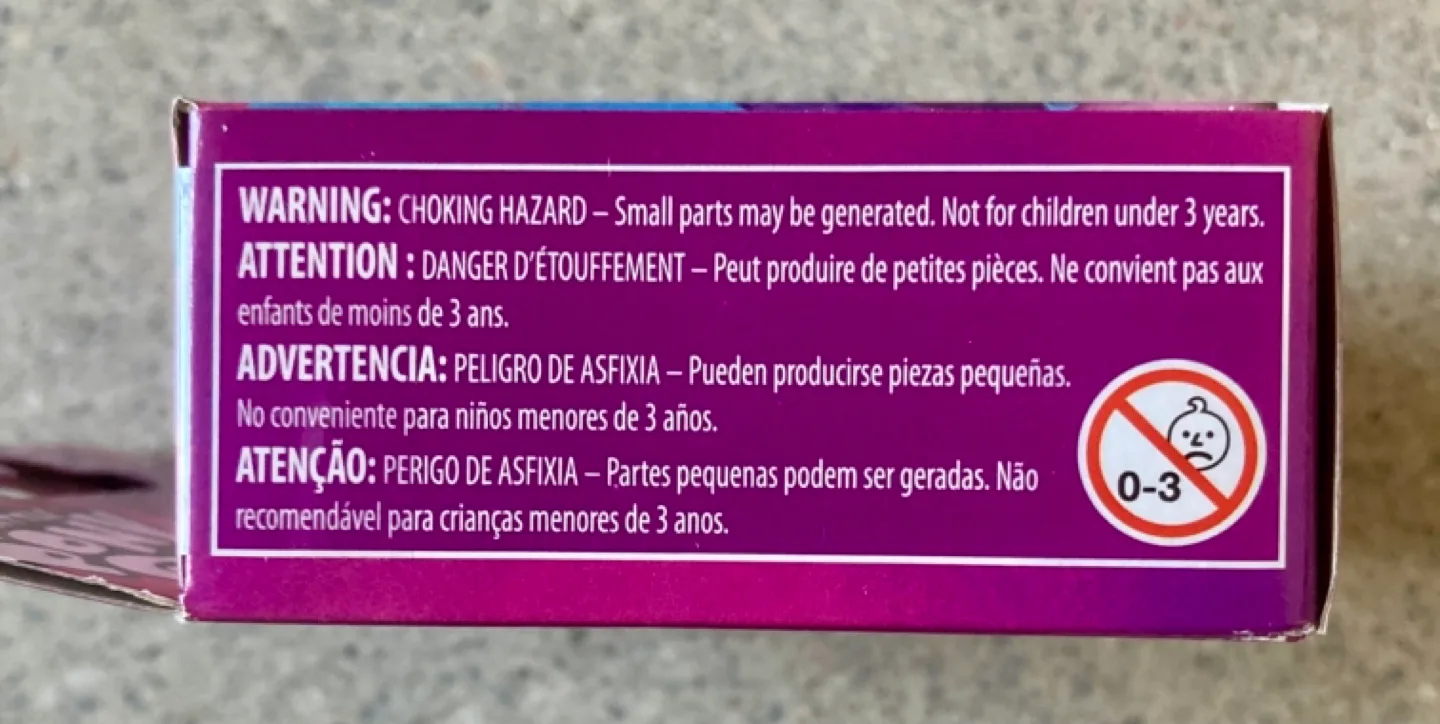 WARNING: CHOKING HAZARD – Small parts may be generated. Not for children under 3 years.
ATTENTION : DANGER D'ÉTOUFFEMENT – Peut produire de petites pièces. Ne convient pas aux
enfants de moins de 3 ans.
ADVERTENCIA: PELIGRO DE ASFIXIA – Pueden producirse piezas pequeñas.
No conveniente para niños menores de 3 años.
ATENÇÃO: PERIGO DE ASFIXIA – Partes pequenas podem ser geradas. Não
recomendável para crianças menores de 3 anos.
0-3